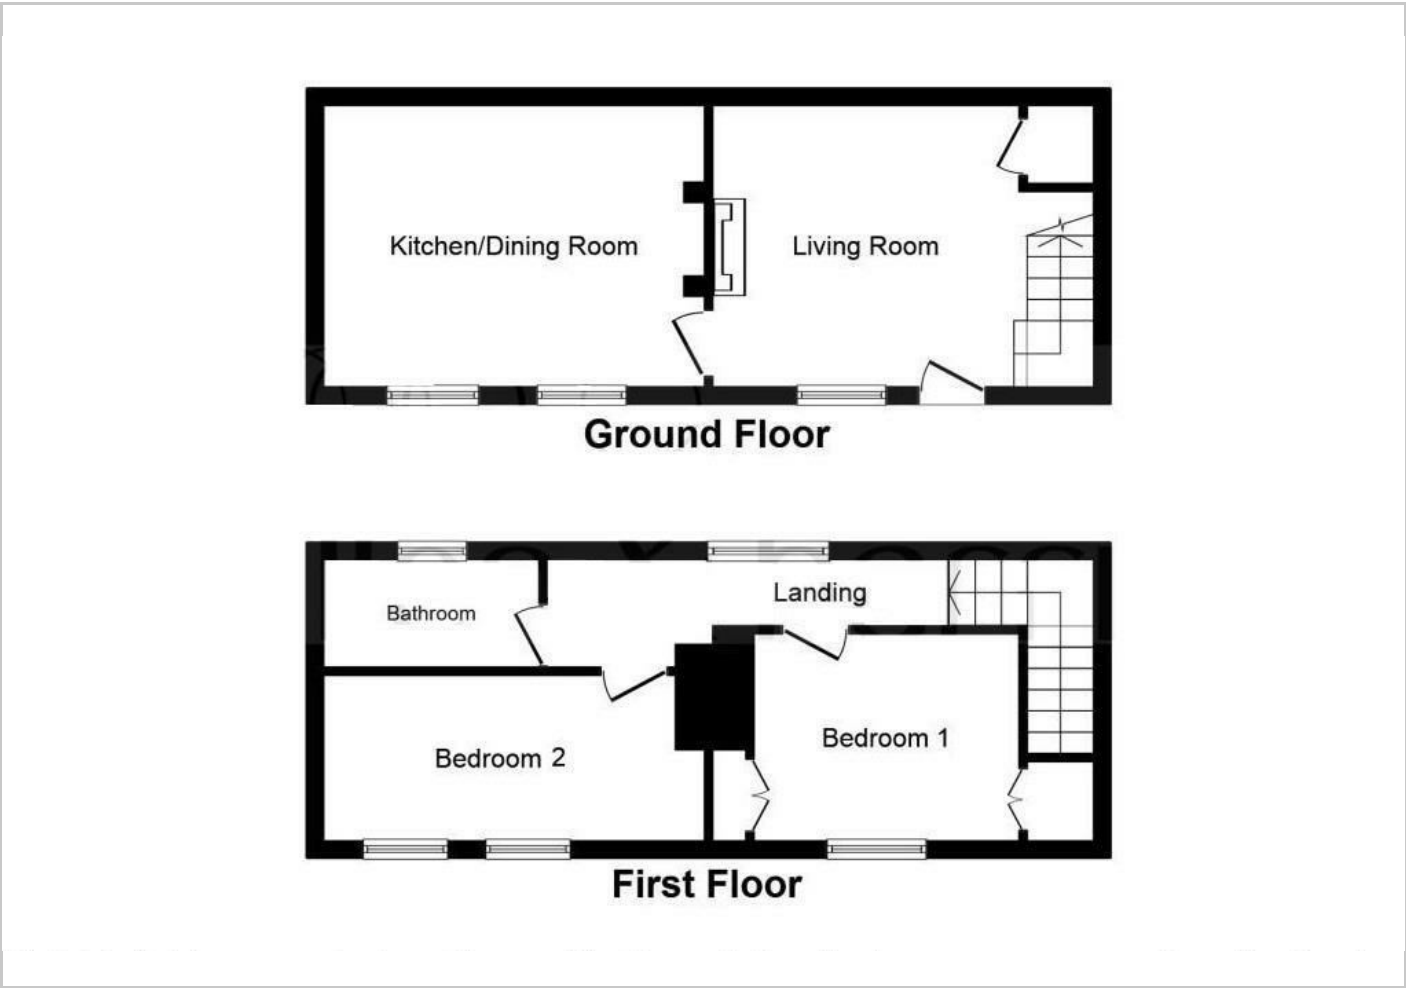 Kitchen/Dining Room
Living Room
Ground Floor
Landing
Bathroom
Bedroom 1
Bedroom 2
First Floor